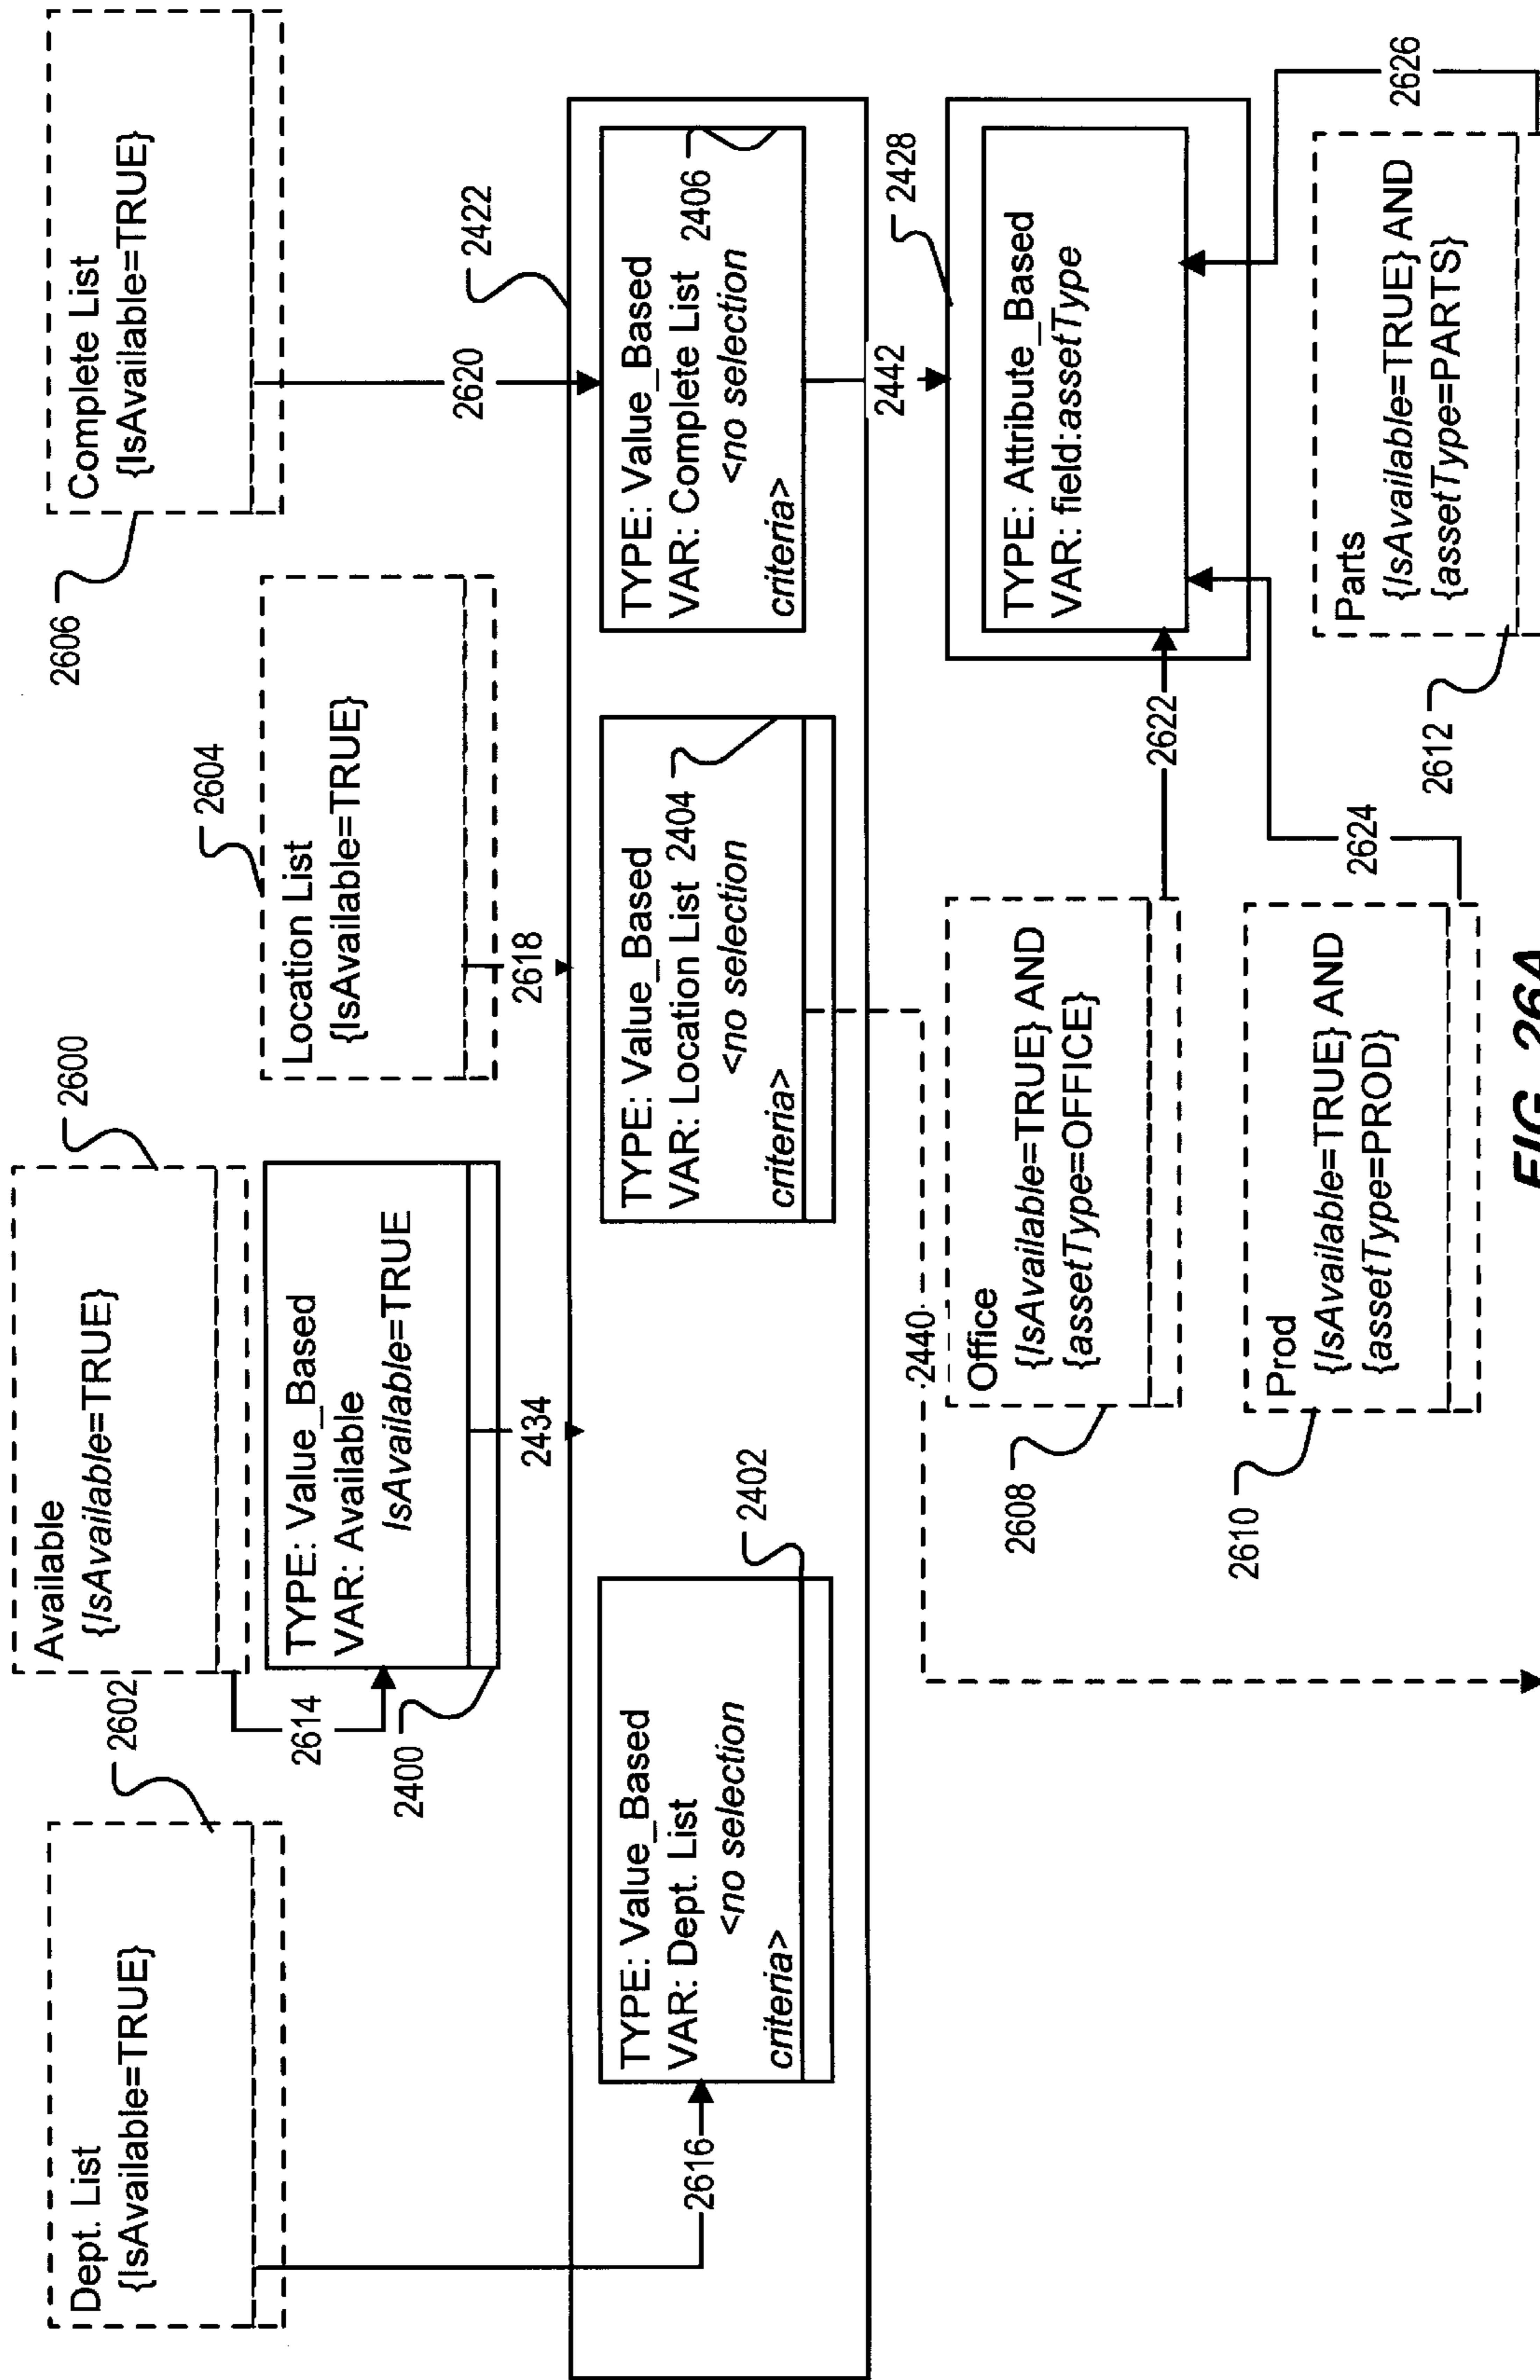 Dept. List
{IsAvailable=TRUE}
2602
Available
{IsAvailable=TRUE}
2600
2614
TYPE: Value_Based
VAR: Available
IsAvailable=TRUE
2400
2434
Location List
{IsAvailable=TRUE}
2604
2618
Complete List
{IsAvailable=TRUE}
2606
2620
2422
2616
TYPE: Value_Based
VAR: Dept. List
<no selection
criteria>
2402
TYPE: Value_Based
VAR: Location List 2404
<no selection
criteria>
TYPE: Value_Based
VAR: Complete List 2406
<no selection
criteria>
2440
2442
2428
Office
{IsAvailable=TRUE} AND
{assetType=OFFICE}
2608
2622
TYPE: Attribute_Based
VAR: field:assetType
Prod
{IsAvailable=TRUE} AND
{assetType=PROD}
2610
2624
Parts
{IsAvailable=TRUE} AND
{assetType=PARTS}
2612
2626
FIG. 26A